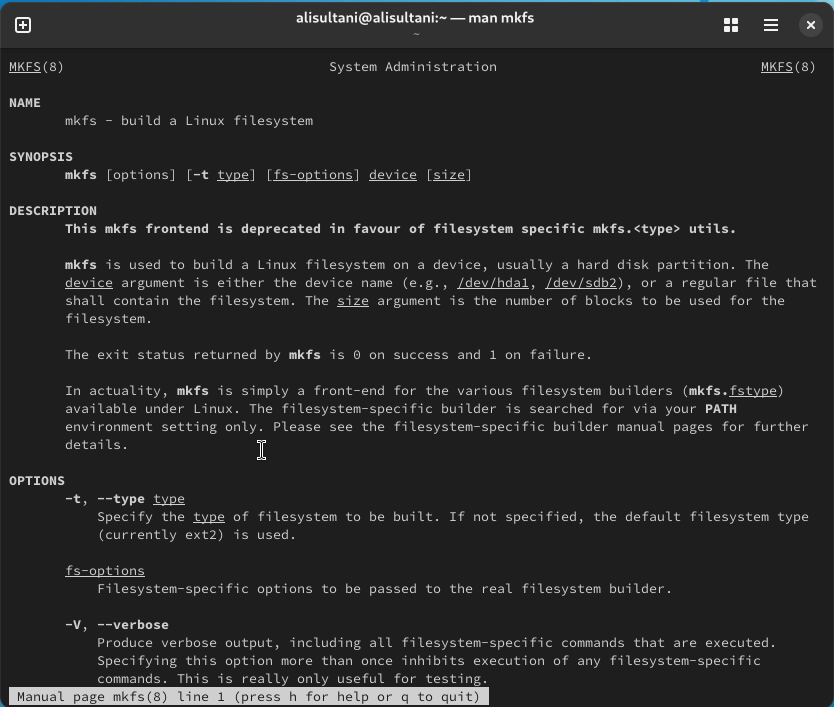 alisultani@alisultani:~ — man mkfs
~
MKFS(8) System Administration MKFS(8)
NAME
mkfs - build a Linux filesystem
SYNOPSIS
mkfs [options] [-t type] [fs-options] device [size]
DESCRIPTION
This mkfs frontend is deprecated in favour of filesystem specific mkfs.<type> utils.
mkfs is used to build a Linux filesystem on a device, usually a hard disk partition. The
device argument is either the device name (e.g., /dev/hda1, /dev/sdb2), or a regular file that
shall contain the filesystem. The size argument is the number of blocks to be used for the
filesystem.
The exit status returned by mkfs is 0 on success and 1 on failure.
In actuality, mkfs is simply a front-end for the various filesystem builders (mkfs.fstype)
available under Linux. The filesystem-specific builder is searched for via your PATH
environment setting only. Please see the filesystem-specific builder manual pages for further
details.
OPTIONS
-t, --type type
Specify the type of filesystem to be built. If not specified, the default filesystem type
(currently ext2) is used.
fs-options
Filesystem-specific options to be passed to the real filesystem builder.
-V, --verbose
Produce verbose output, including all filesystem-specific commands that are executed.
Specifying this option more than once inhibits execution of any filesystem-specific
commands. This is really only useful for testing.
Manual page mkfs(8) line 1 (press h for help or q to quit)